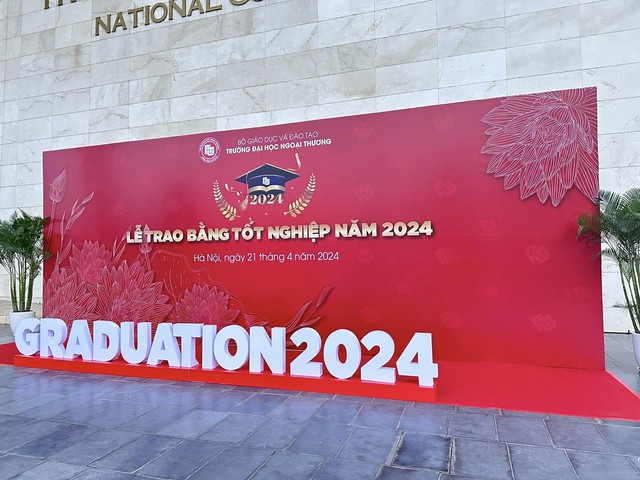 NATIONAL
BỘ GIÁO DỤC VÀ ĐÀO TẠO
TRƯỜNG ĐẠI HỌC NGOẠI THƯƠNG
2024
LỄ TRAO BẰNG TỐT NGHIỆP NĂM 2024
Hà Nội, ngày 21 tháng 4 năm 2024
GRADUATION 2024